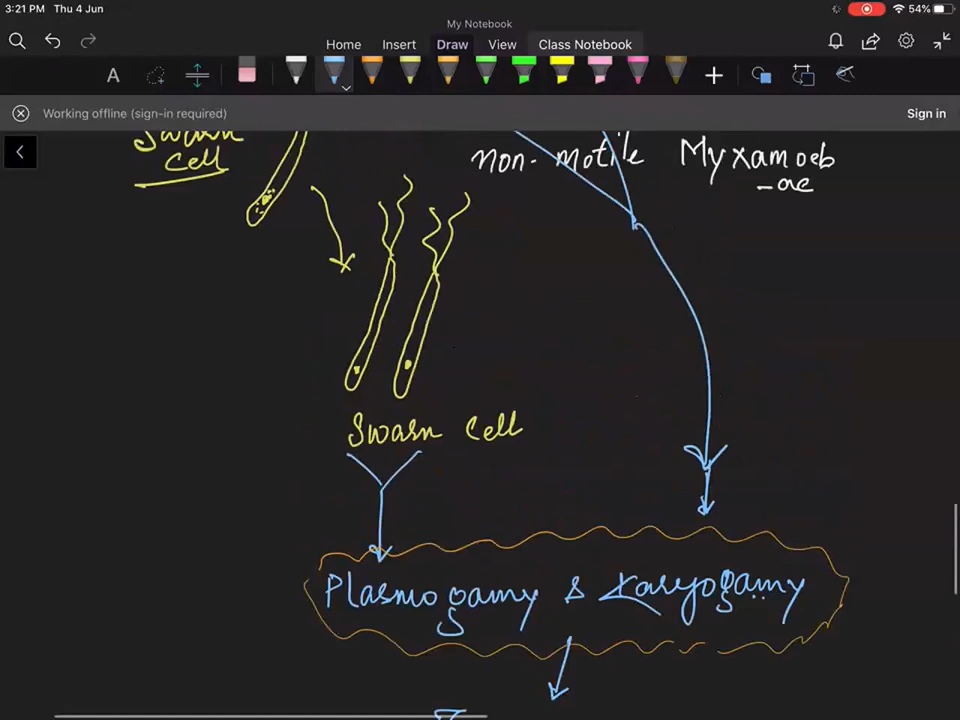 3:21 PM Thu 4 Jun
54%
My Notebook
Home Insert Draw View Class Notebook
A
Working offline (sign-in required) Sign in
Swarm
Cell
non-motile Myxamoeb
-ae
Swarm Cell
Plasmogamy & Karyogamy